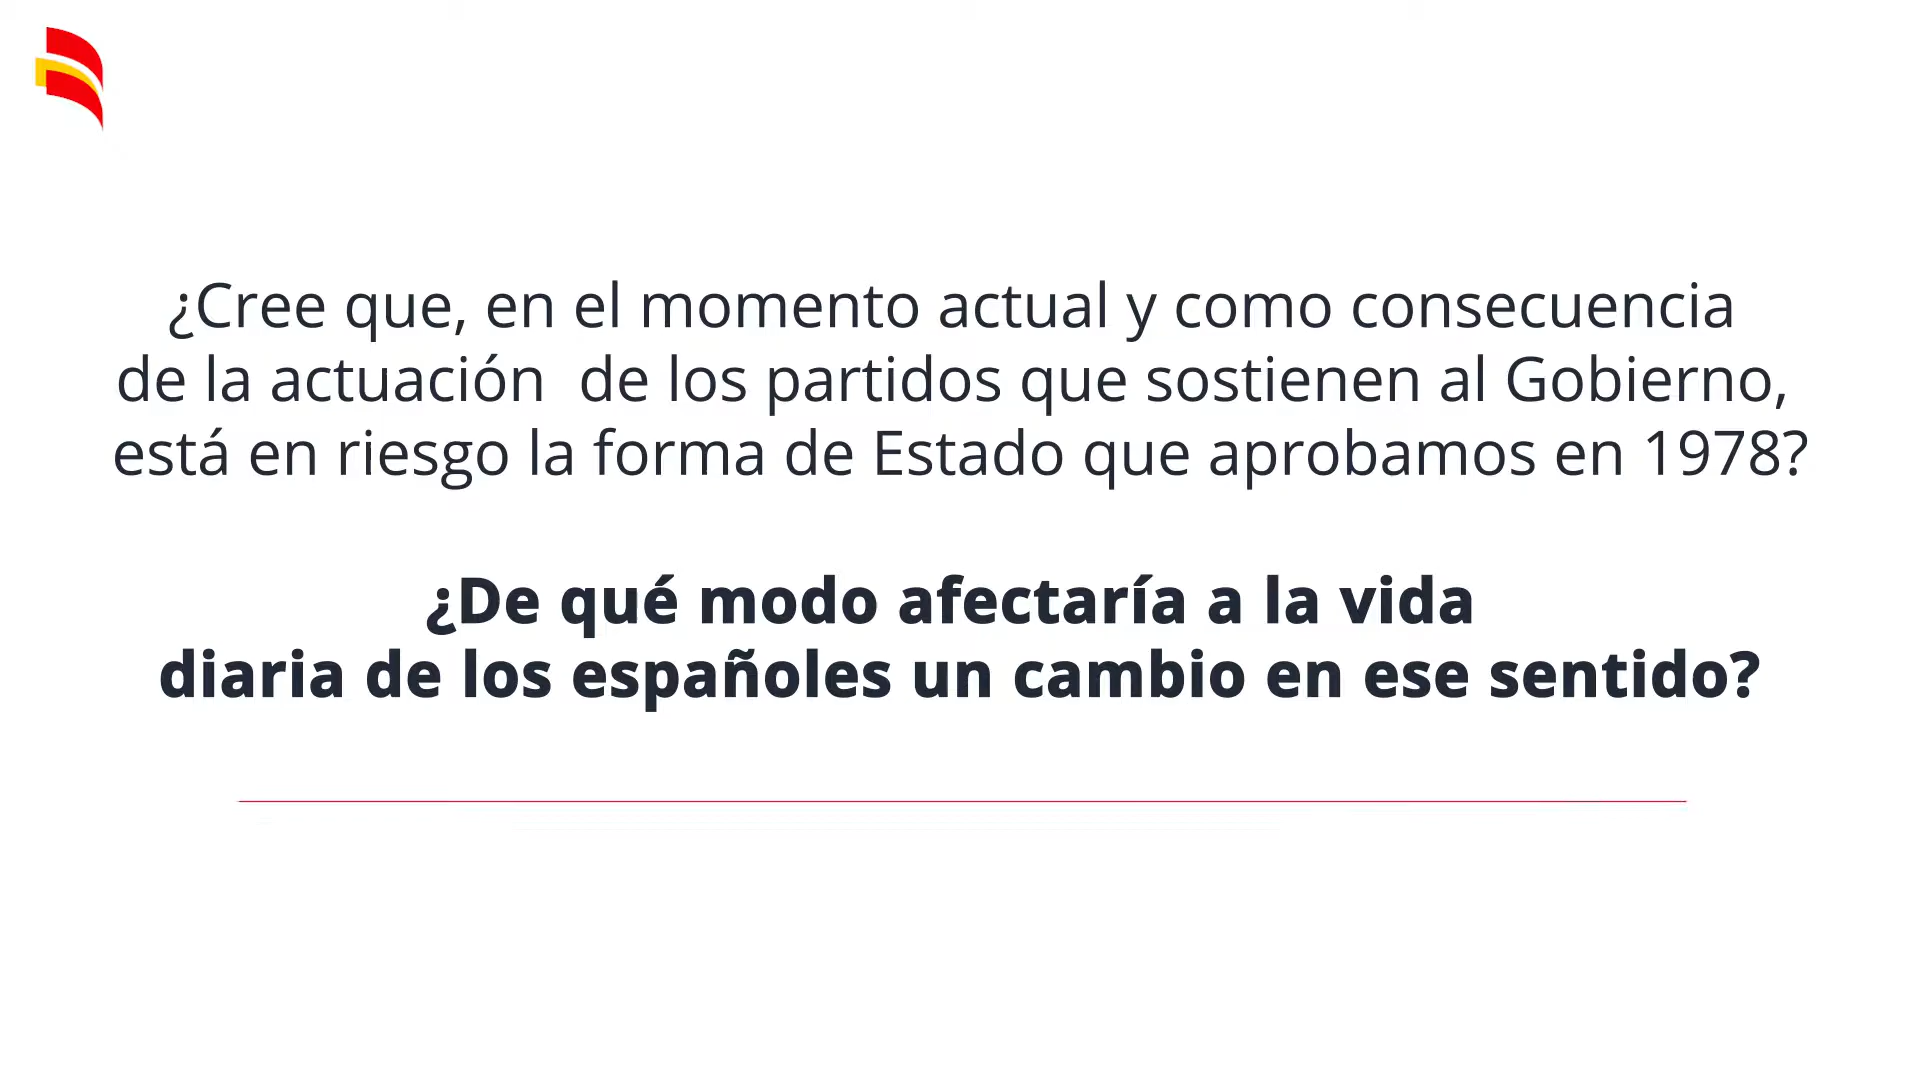 ¿Cree que, en el momento actual y como consecuencia
de la actuación  de los partidos que sostienen al Gobierno,
está en riesgo la forma de Estado que aprobamos en 1978?
¿De qué modo afectaría a la vida
diaria de los españoles un cambio en ese sentido?